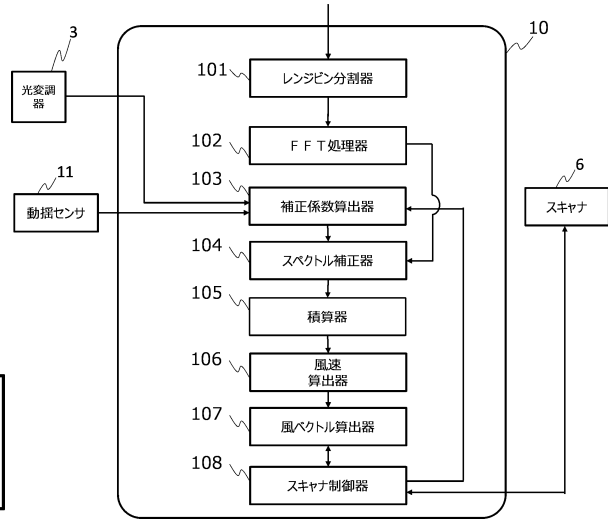 3
光変調
器
11
動揺センサ
10
101
レンジビン分割器
102
FFT処理器
103
補正係数算出器
104
スペクトル補正器
105
積算器
106
風速
算出器
107
風ベクトル算出器
108
スキャナ制御器
6
スキャナ